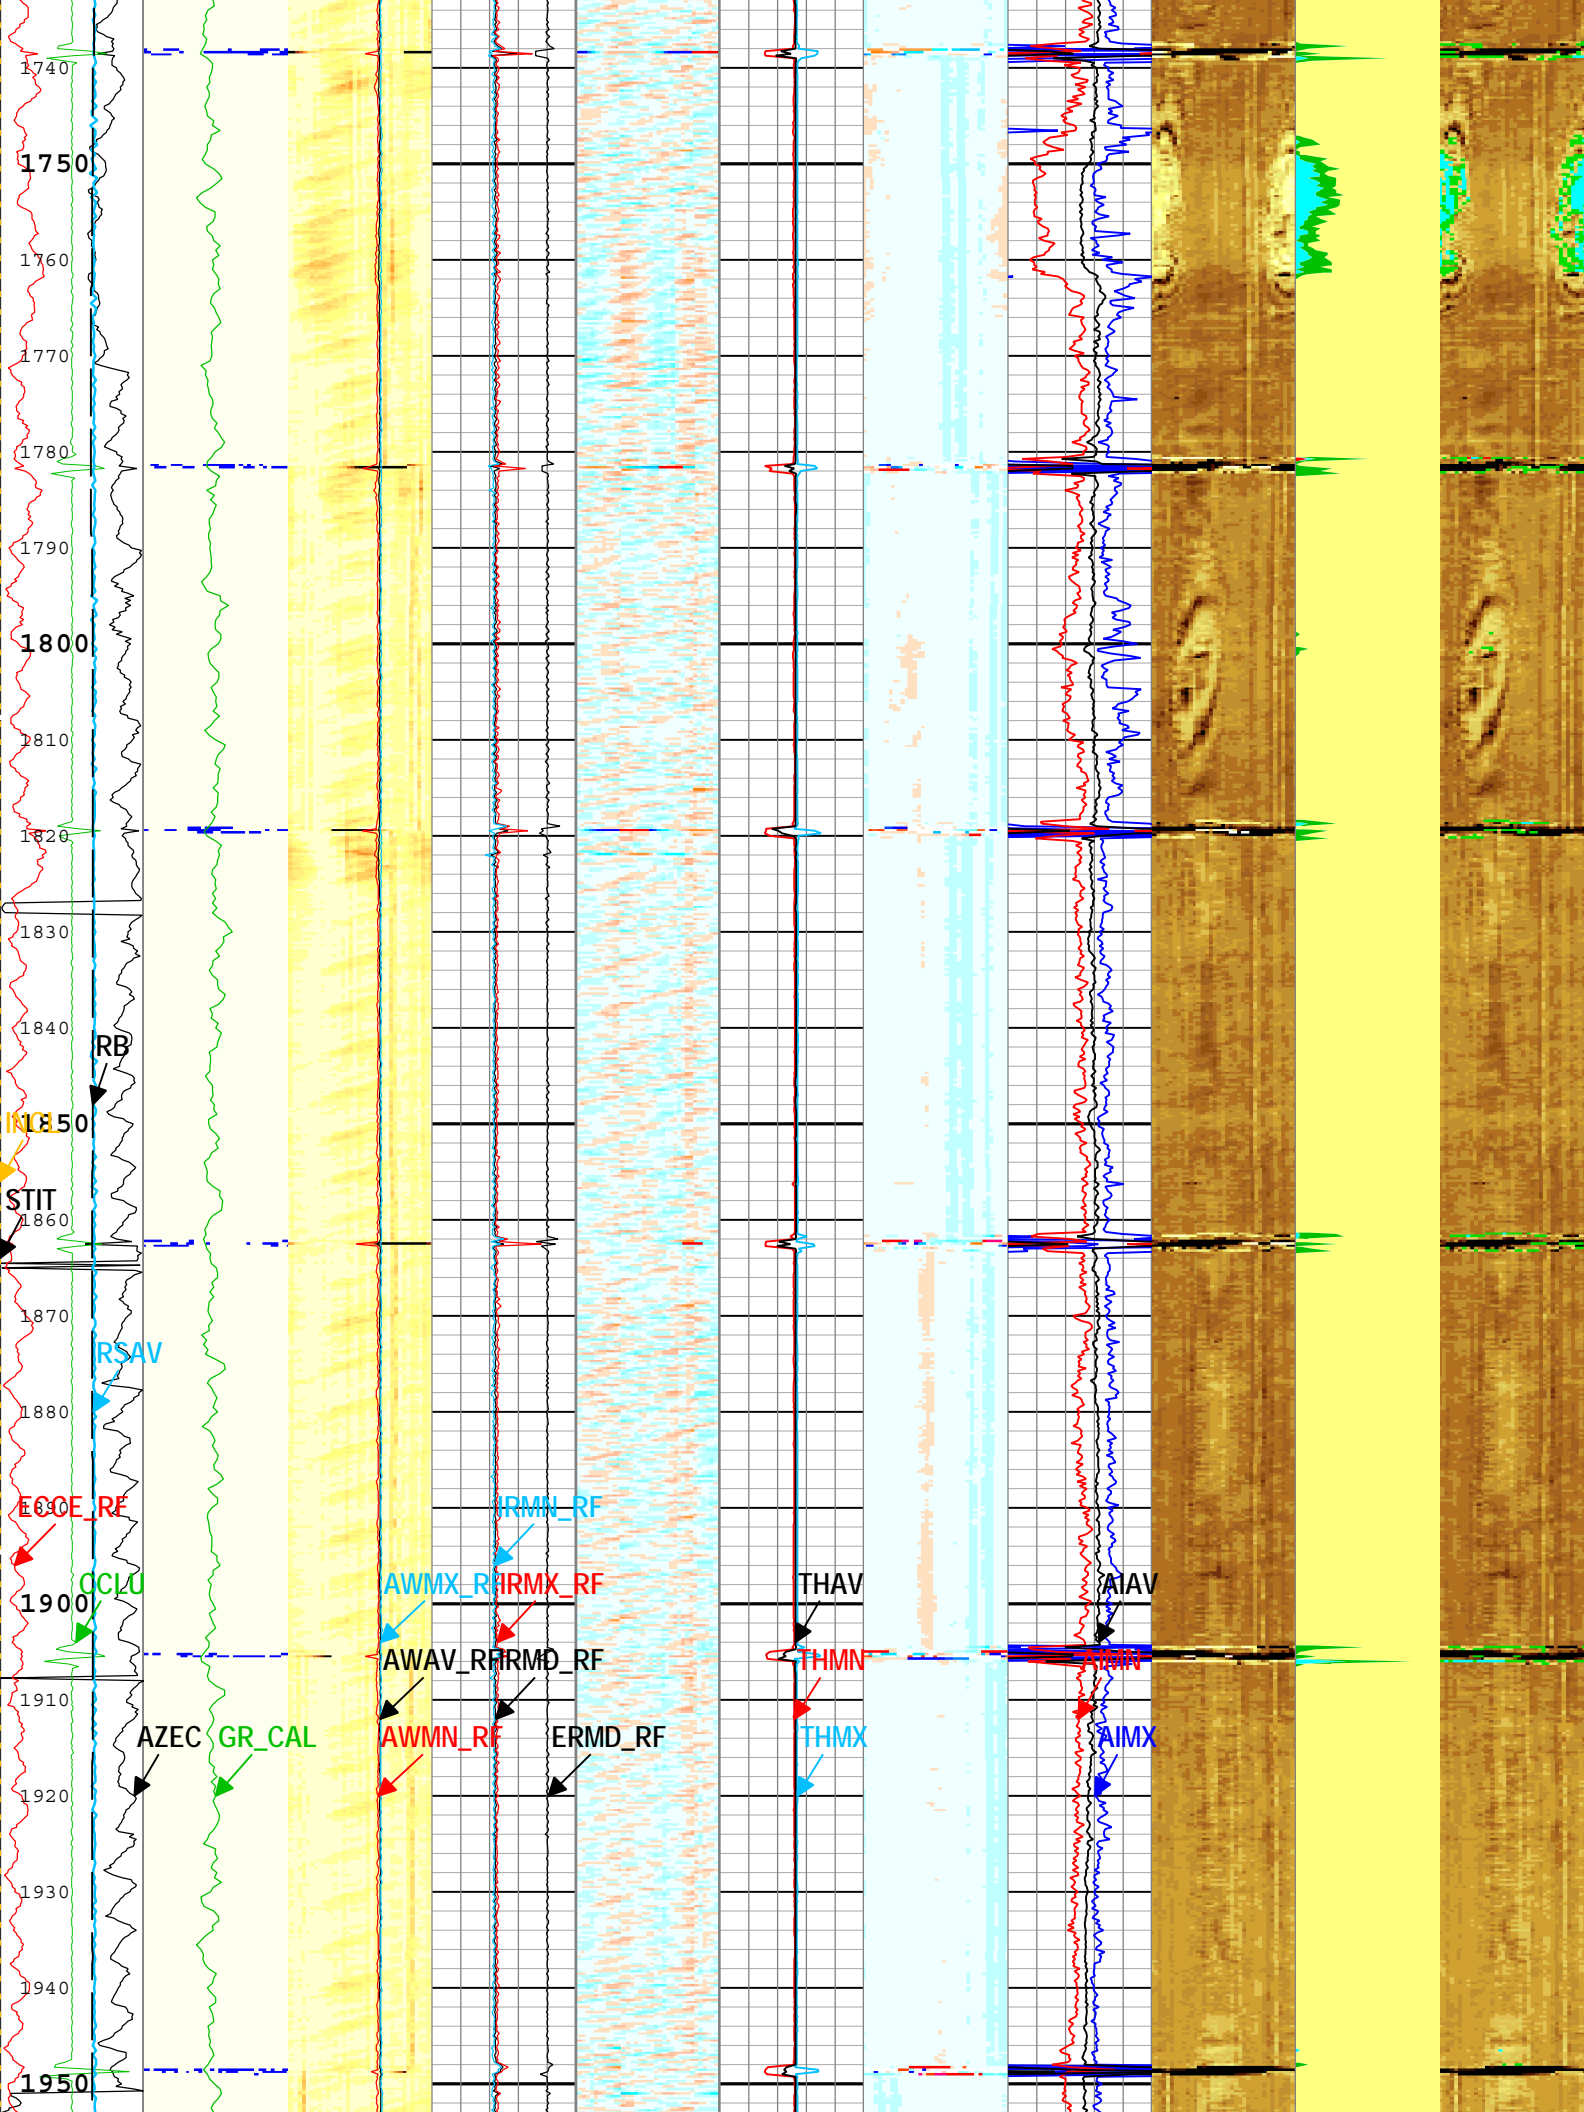 1740
1750
1760
1770
1780
1790
1800
1810
1820
1830
1840
RB
INCL 1850
STIT
1860
1870
RSAV
1880
ECCE_RF 1890 IRMN_RF
CCLU AWMX_RF IRMX_RF THAV AIAV
1900
AWAV_RF IRMD_RF THMN AIMN
1910
AZEC GR_CAL AWMN_RF ERMD_RF THMX AIMX
1920
1930
1940
1950